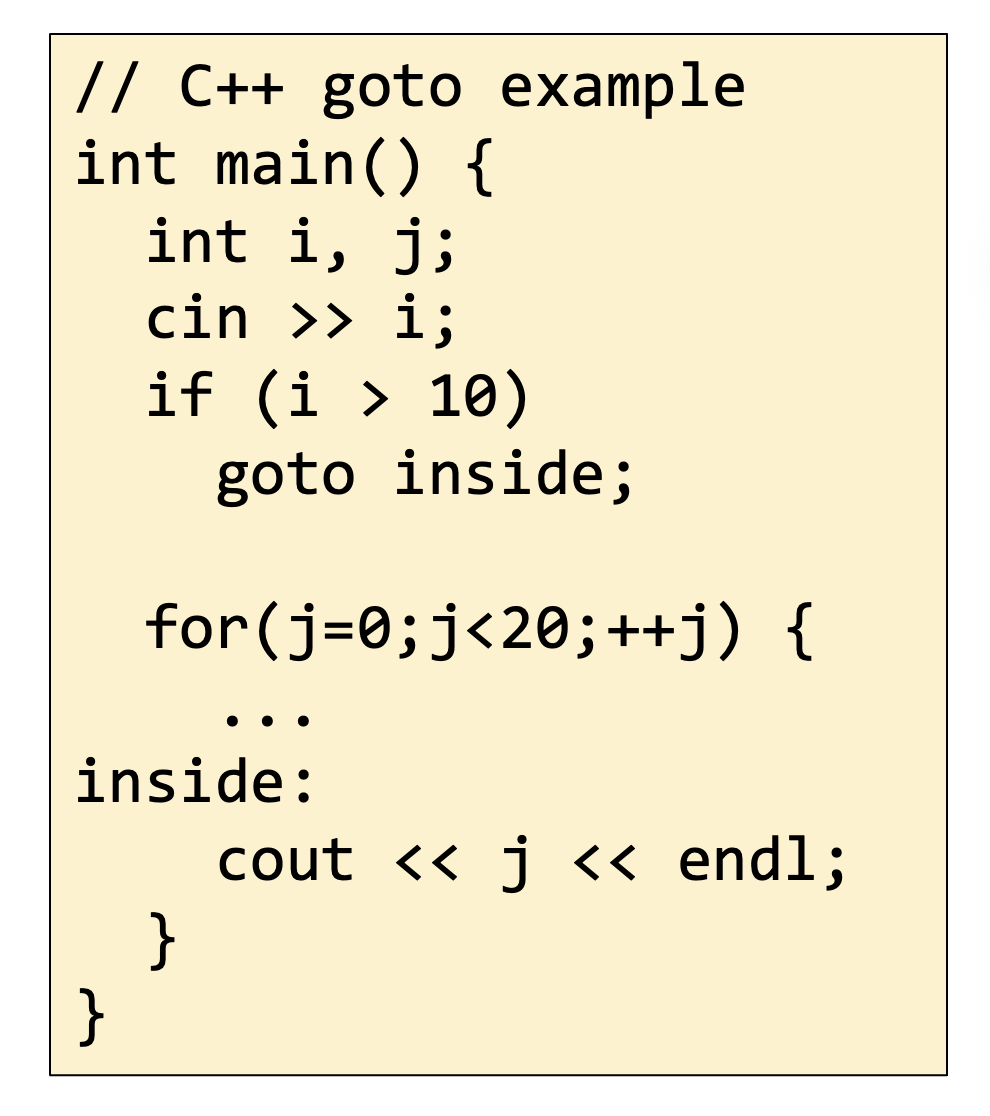 // C++ goto example
int main() {
  int i, j;
  cin >> i;
  if (i > 10)
    goto inside;

  for(j=0;j<20;++j) {
    ...
inside:
    cout << j << endl;
  }
}